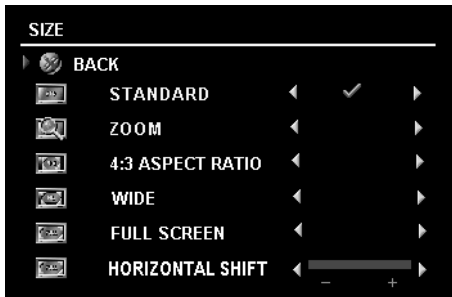 SIZE
BACK
STANDARD
ZOOM
4:3 ASPECT RATIO
WIDE
FULL SCREEN
HORIZONTAL SHIFT
− +